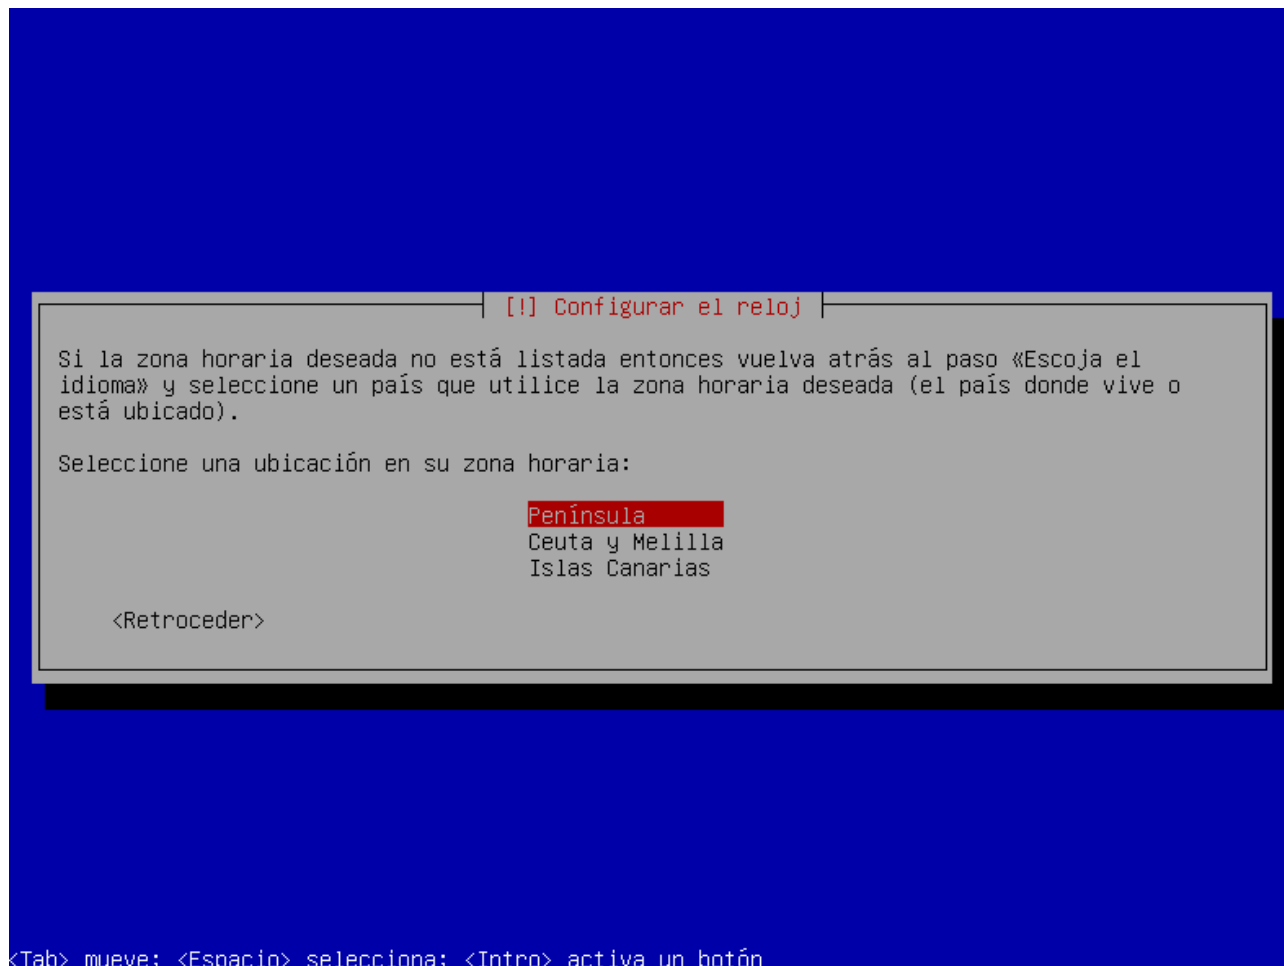 [!] Configurar el reloj
Si la zona horaria deseada no está listada entonces vuelva atrás al paso «Escoja el
idioma» y seleccione un país que utilice la zona horaria deseada (el país donde vive o
está ubicado).
Seleccione una ubicación en su zona horaria:
Península
Ceuta y Melilla
Islas Canarias
<Retroceder>
<Tab> mueve; <Espacio> selecciona; <Intro> activa un botón